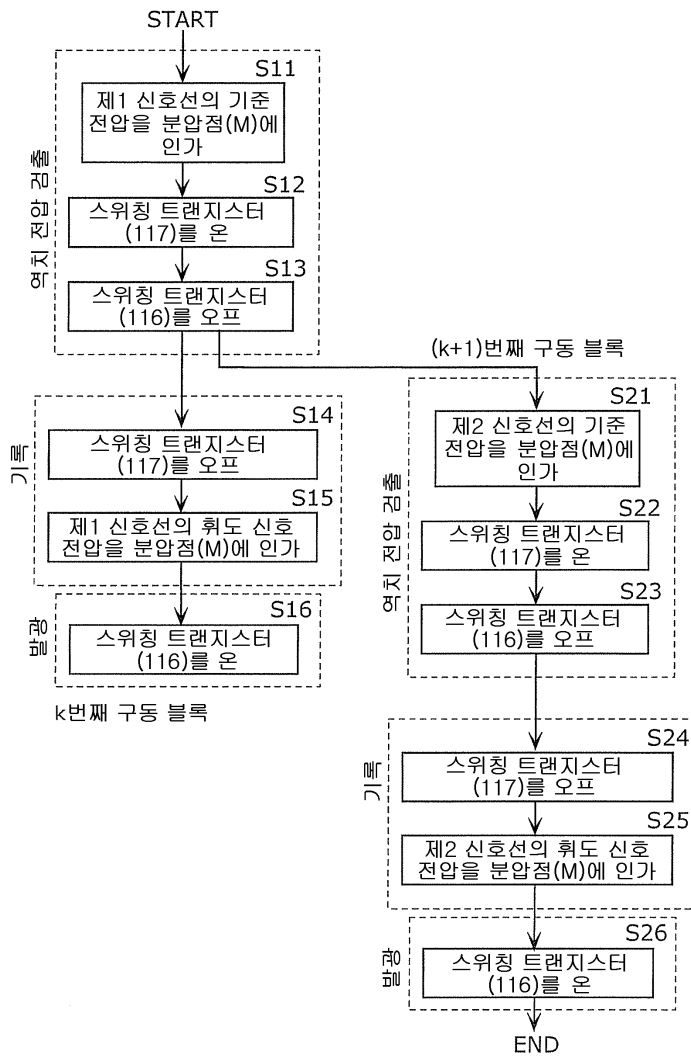 START
역치 전압 검출
S11
제1 신호선의 기준
전압을 분압점(M)에
인가
S12
스위칭 트랜지스터
(117)를 온
S13
스위칭 트랜지스터
(116)를 오프
기록
S14
스위칭 트랜지스터
(117)를 오프
S15
제1 신호선의 휘도 신호
전압을 분압점(M)에 인가
발광
S16
스위칭 트랜지스터
(116)를 온
k번째 구동 블록
(k+1)번째 구동 블록
역치 전압 검출
S21
제2 신호선의 기준
전압을 분압점(M)에
인가
S22
스위칭 트랜지스터
(117)를 온
S23
스위칭 트랜지스터
(116)를 오프
기록
S24
스위칭 트랜지스터
(117)를 오프
S25
제2 신호선의 휘도 신호
전압을 분압점(M)에 인가
발광
S26
스위칭 트랜지스터
(116)를 온
END